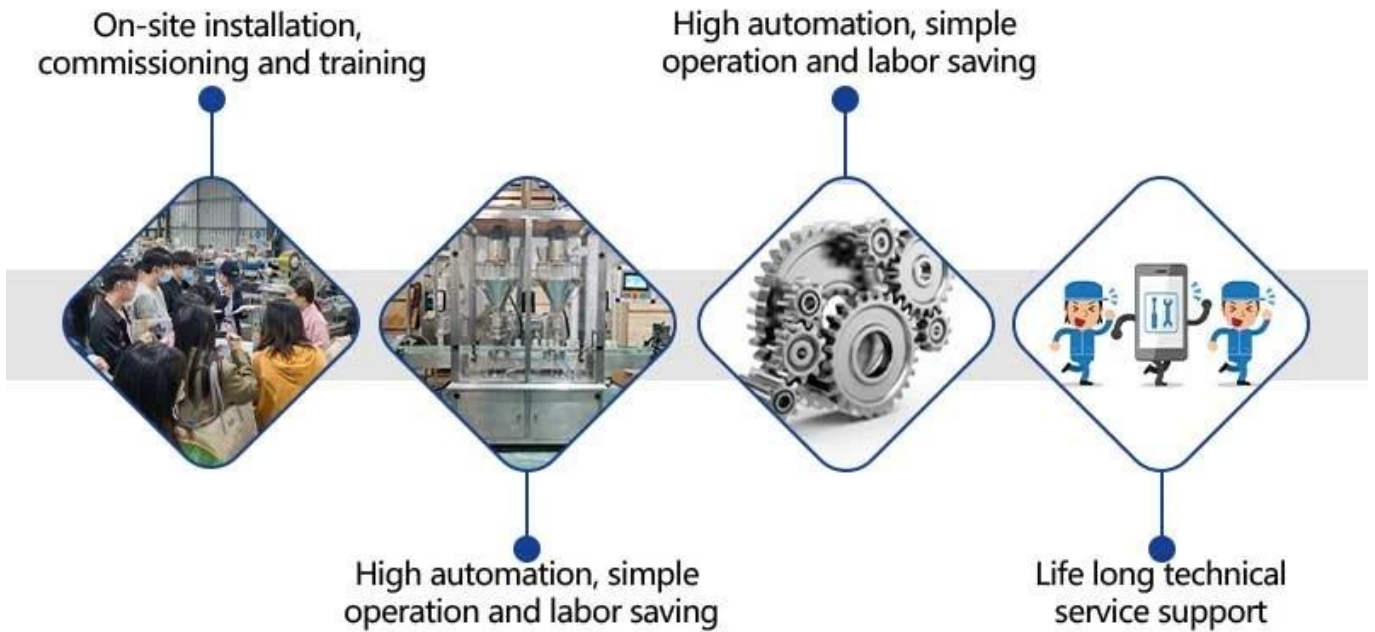 On-site installation,
commissioning and training
High automation, simple
operation and labor saving
High automation, simple
operation and labor saving
Life long technical
service support